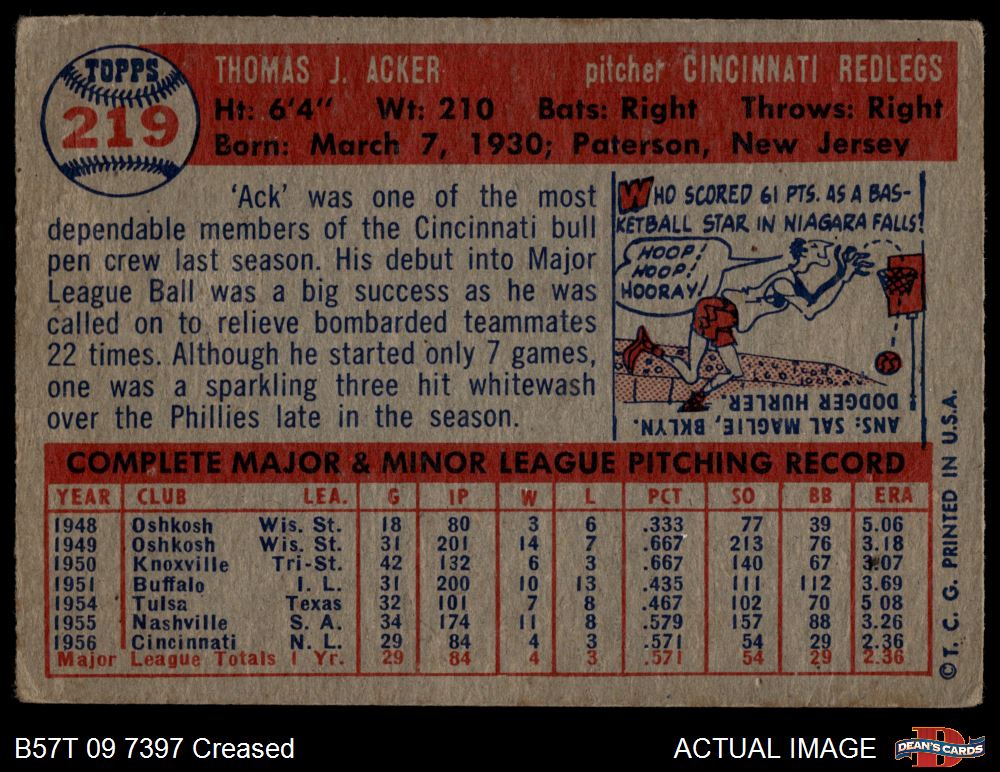 TOPPS
219
THOMAS J. ACKER pitcher CINCINNATI REDLEGS
Ht: 6'4" Wt: 210 Bats: Right Throws: Right
Born: March 7, 1930; Paterson, New Jersey
'Ack' was one of the most
dependable members of the Cincinnati bull
pen crew last season. His debut into Major
League Ball was a big success as he was
called on to relieve bombarded teammates
22 times. Although he started only 7 games,
one was a sparkling three hit whitewash
over the Phillies late in the season.
WHO SCORED 61 PTS. AS A BAS-
KETBALL STAR IN NIAGARA FALLS?
HOOP!
HOOP!
HOORAY!
ANS: SAL MAGLIE, BKLYN.
DODGER HURLER
COMPLETE MAJOR & MINOR LEAGUE PITCHING RECORD
YEAR CLUB LEA. G IP W L PCT SO BB ERA
1948 Oshkosh Wis. St. 18 80 3 6 .333 77 39 5.06
1949 Oshkosh Wis. St. 31 201 14 7 .667 213 76 3.18
1950 Knoxville Tri-St. 42 132 6 3 .667 140 67 3.07
1951 Buffalo I. L. 31 200 10 13 .435 111 112 3.69
1954 Tulsa Texas 32 101 7 8 .467 102 70 5.08
1955 Nashville S. A. 34 174 11 8 .579 157 88 3.26
1956 Cincinnati N. L. 29 84 4 3 .571 54 29 2.36
Major League Totals 1 Yr. 29 84 4 3 .571 54 29 2.36
© T. C. G. PRINTED IN U.S.A.
B57T 09 7397 Creased
ACTUAL IMAGE
DEAN'S CARDS